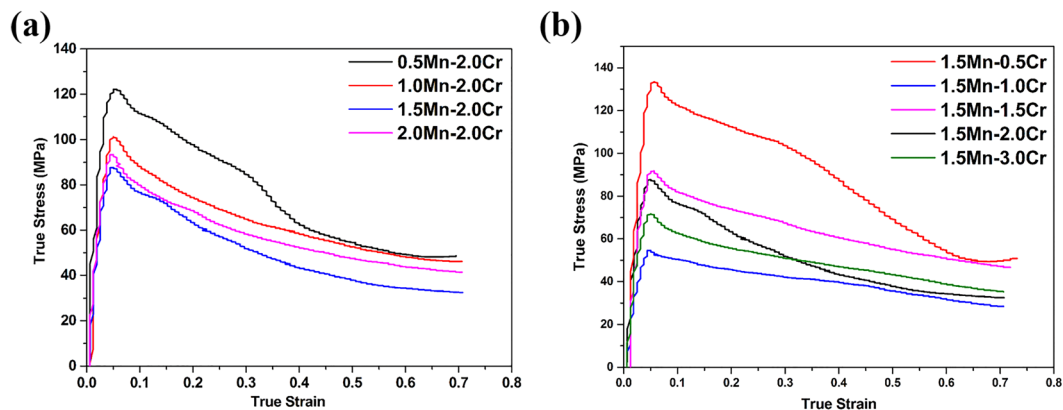 (a)
140
120
100
80
60
40
20
0
True Stress (MPa)
0.0 0.1 0.2 0.3 0.4 0.5 0.6 0.7 0.8
True Strain
0.5Mn-2.0Cr
1.0Mn-2.0Cr
1.5Mn-2.0Cr
2.0Mn-2.0Cr
(b)
140
120
100
80
60
40
20
0
True Stress (MPa)
0.0 0.1 0.2 0.3 0.4 0.5 0.6 0.7 0.8
True Strain
1.5Mn-0.5Cr
1.5Mn-1.0Cr
1.5Mn-1.5Cr
1.5Mn-2.0Cr
1.5Mn-3.0Cr